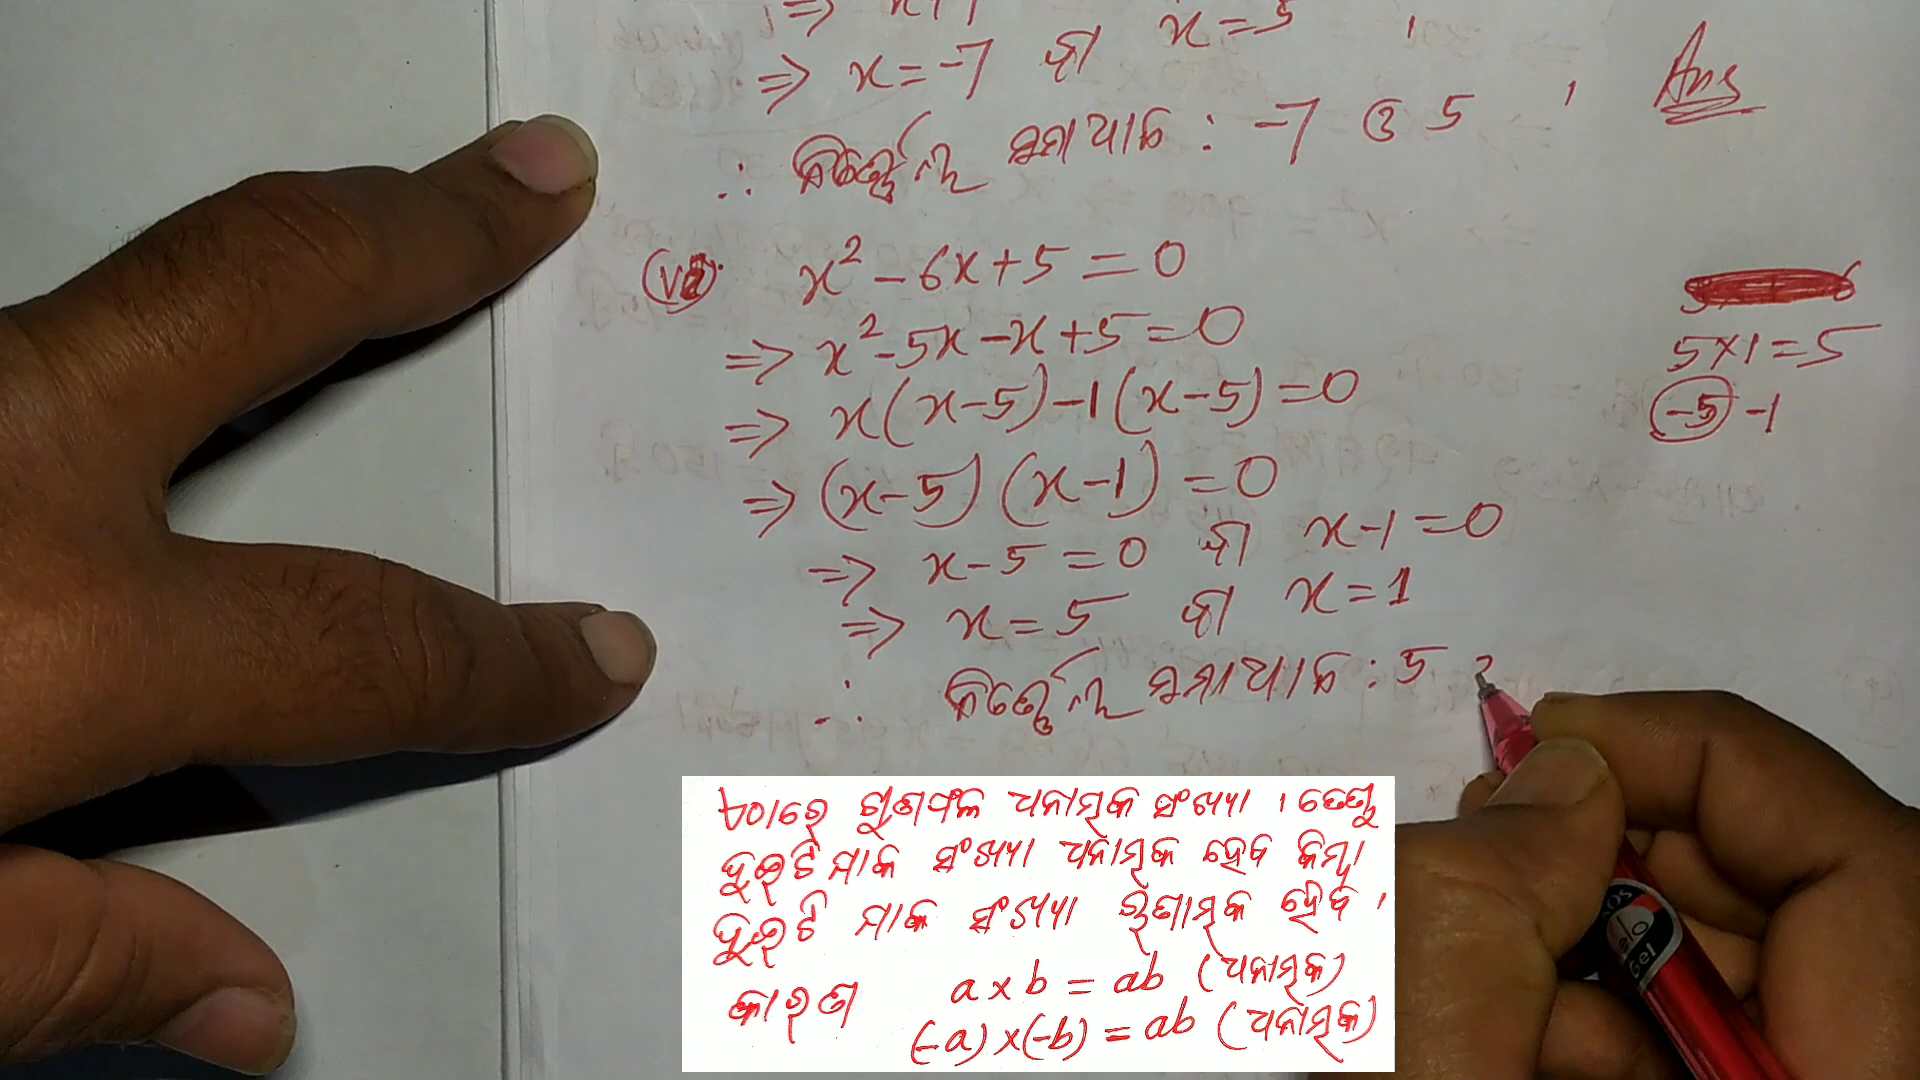 ⇒ x = -7 ବା x = 5
∴ ନିର୍ଣ୍ଣେୟ ସମାଧାନ : -7 ଓ 5 । Ans
x² - 6x + 5 = 0
⇒ x² - 5x - x + 5 = 0
⇒ x(x-5) -1(x-5) = 0
⇒ (x-5)(x-1) = 0
⇒ x - 5 = 0 ବା x - 1 = 0
⇒ x = 5 ବା x = 1
∴ ନିର୍ଣ୍ଣେୟ ସମାଧାନ : 5
5×1=5
-5 -1
ଏଠାରେ ଗୁଣଫଳ ଧନାତ୍ମକ ସଂଖ୍ୟା । ତେଣୁ
ଦୁଇଟିଯାକ ସଂଖ୍ୟା ଧନାତ୍ମକ ହେବ କିମ୍ବା
ଦୁଇଟି ଯାକ ସଂଖ୍ୟା ଋଣାତ୍ମକ ହେବ ।
କାରଣ a × b = ab (ଧନାତ୍ମକ)
(-a) × (-b) = ab (ଧନାତ୍ମକ)
Gel